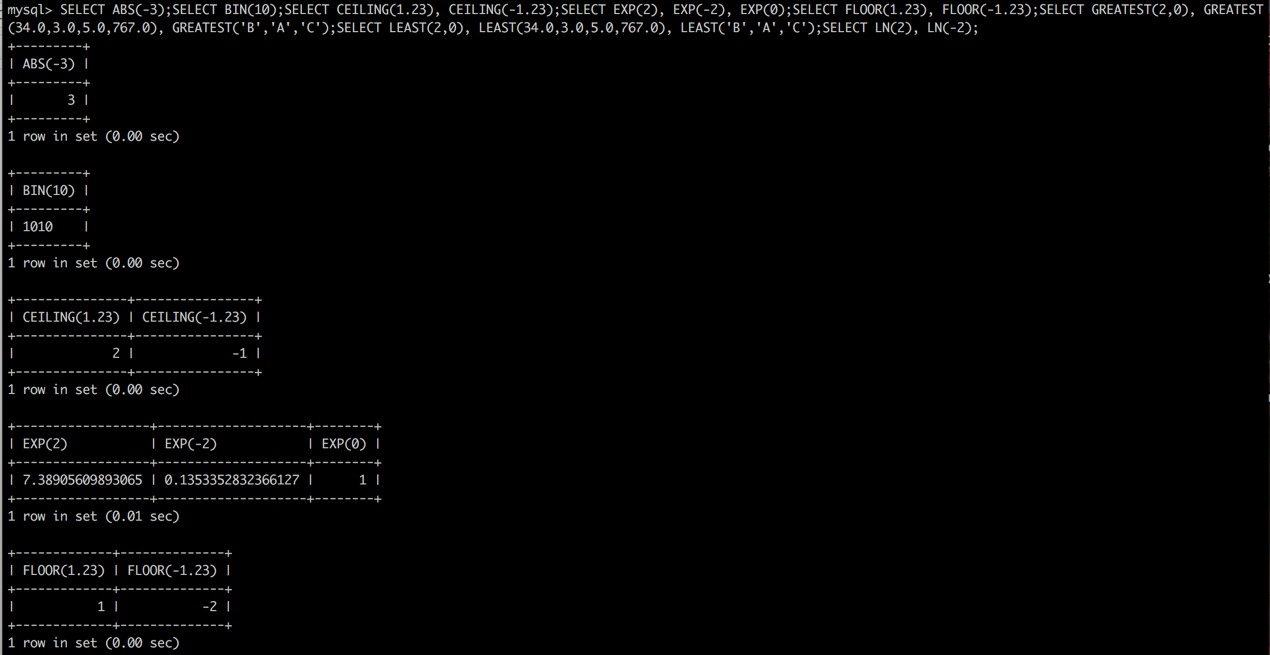 mysql> SELECT ABS(-3);SELECT BIN(10);SELECT CEILING(1.23), CEILING(-1.23);SELECT EXP(2), EXP(-2), EXP(0);SELECT FLOOR(1.23), FLOOR(-1.23);SELECT GREATEST(2,0), GREATEST
(34.0,3.0,5.0,767.0), GREATEST('B','A','C');SELECT LEAST(2,0), LEAST(34.0,3.0,5.0,767.0), LEAST('B','A','C');SELECT LN(2), LN(-2);
+---------+
| ABS(-3) |
+---------+
|       3 |
+---------+
1 row in set (0.00 sec)

+---------+
| BIN(10) |
+---------+
| 1010    |
+---------+
1 row in set (0.00 sec)

+---------------+----------------+
| CEILING(1.23) | CEILING(-1.23) |
+---------------+----------------+
|             2 |             -1 |
+---------------+----------------+
1 row in set (0.00 sec)

+------------------+--------------------+--------+
| EXP(2)           | EXP(-2)            | EXP(0) |
+------------------+--------------------+--------+
| 7.38905609893065 | 0.1353352832366127 |      1 |
+------------------+--------------------+--------+
1 row in set (0.01 sec)

+-------------+--------------+
| FLOOR(1.23) | FLOOR(-1.23) |
+-------------+--------------+
|           1 |           -2 |
+-------------+--------------+
1 row in set (0.00 sec)